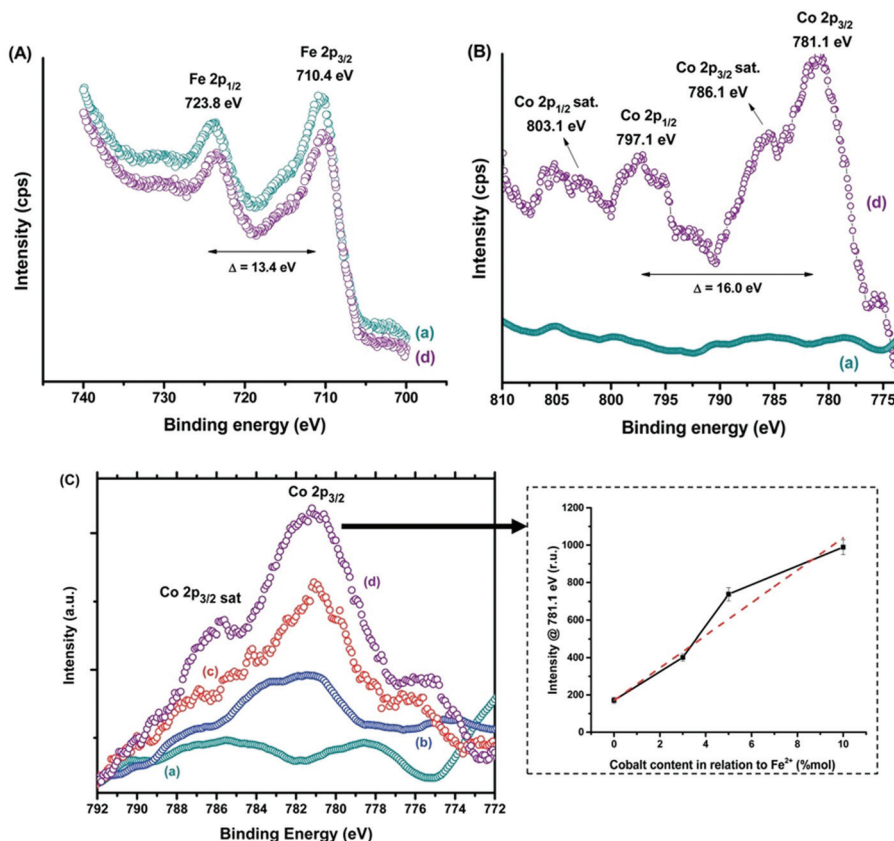 (A)
Fe 2p1/2
723.8 eV
Fe 2p3/2
710.4 eV
Δ = 13.4 eV
(a)
(d)
Intensity (cps)
740 730 720 710 700
Binding energy (eV)
(B)
Co 2p3/2
781.1 eV
Co 2p3/2 sat.
786.1 eV
Co 2p1/2 sat.
803.1 eV
Co 2p1/2
797.1 eV
(d)
Δ = 16.0 eV
(a)
Intensity (cps)
810 805 800 795 790 785 780 775
Binding energy (eV)
(C)
Co 2p3/2
Co 2p3/2 sat
(d)
(c)
(b)
(a)
Intensity (a.u.)
792 790 788 786 784 782 780 778 776 774 772
Binding Energy (eV)
Intensity @ 781.1 eV (r.u.)
1200
1000
800
600
400
200
0
0 2 4 6 8 10
Cobalt content in relation to Fe2+ (%mol)